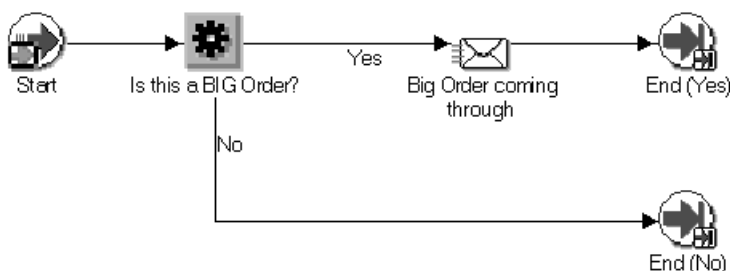 Yes
Start
Is this a BIG Order?
Big Order coming
through
End (Yes)
No
End (No)